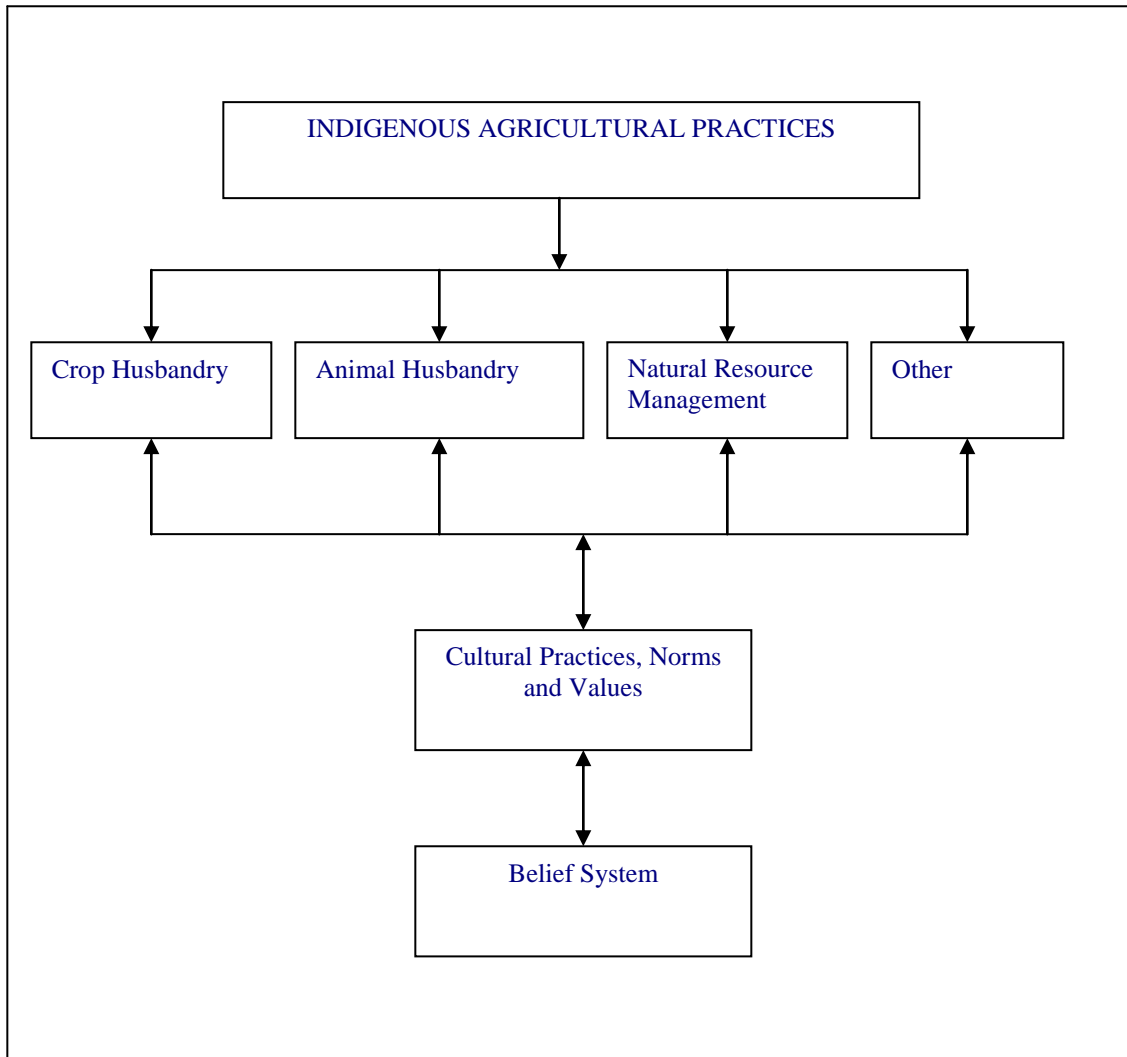 INDIGENOUS AGRICULTURAL PRACTICES
Crop Husbandry
Animal Husbandry
Natural Resource
Management
Other
Cultural Practices, Norms
and Values
Belief System